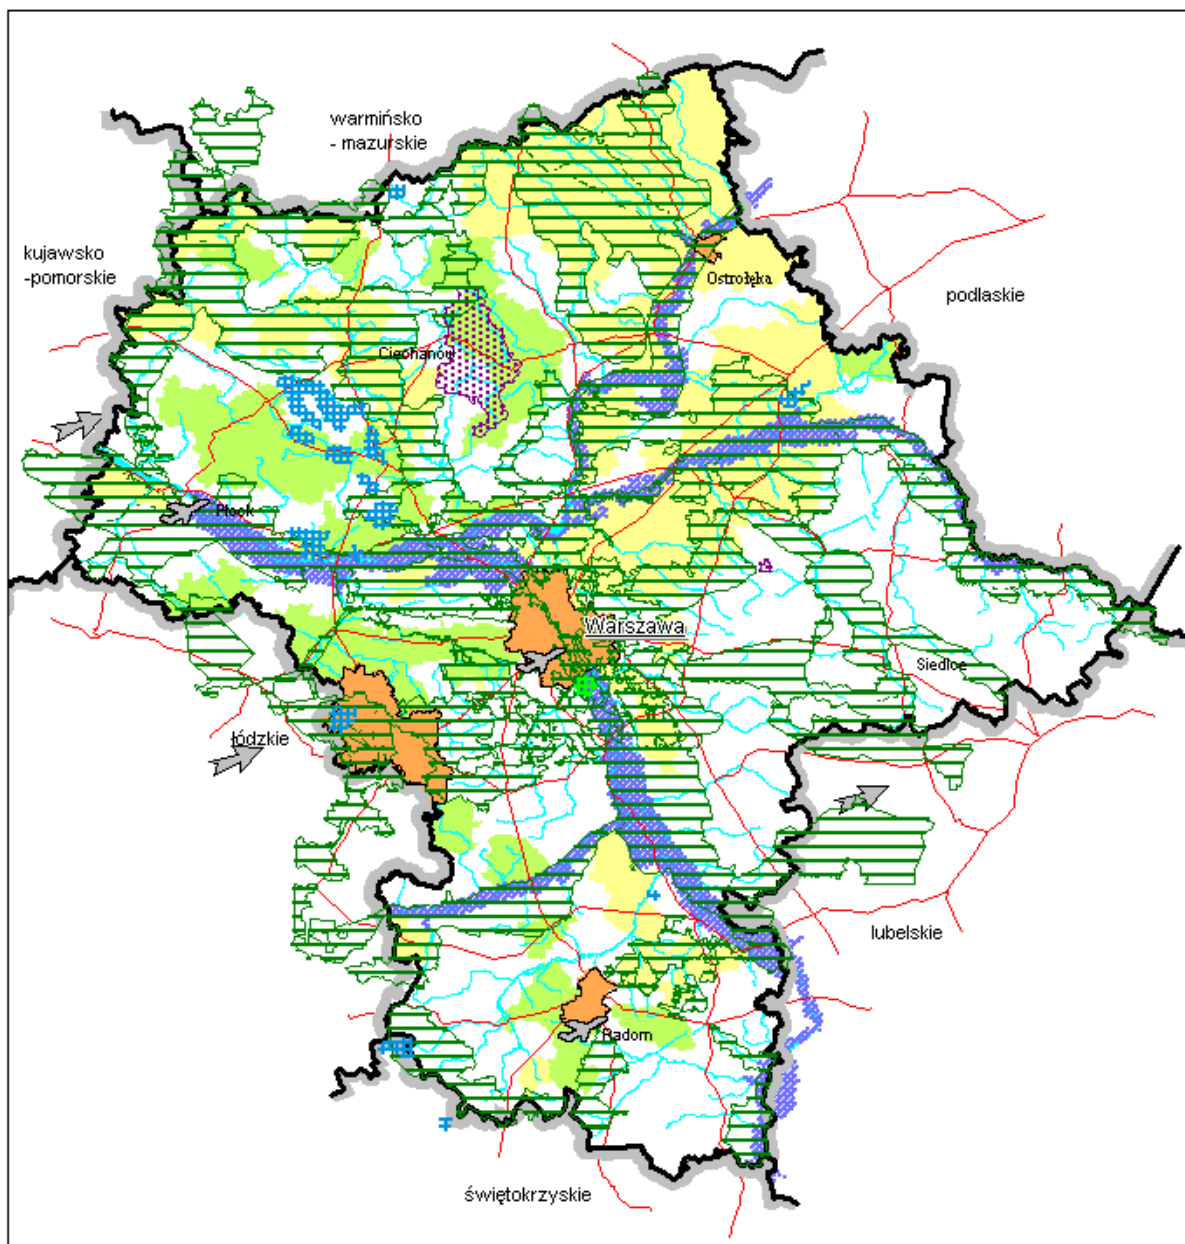 warmińsko
- mazurskie
kujawsko
-pomorskie
Ostrołęka
podlaskie
Ciechanów
Płock
Warszawa
Siedlce
łódzkie
lubelskie
Radom
świętokrzyskie